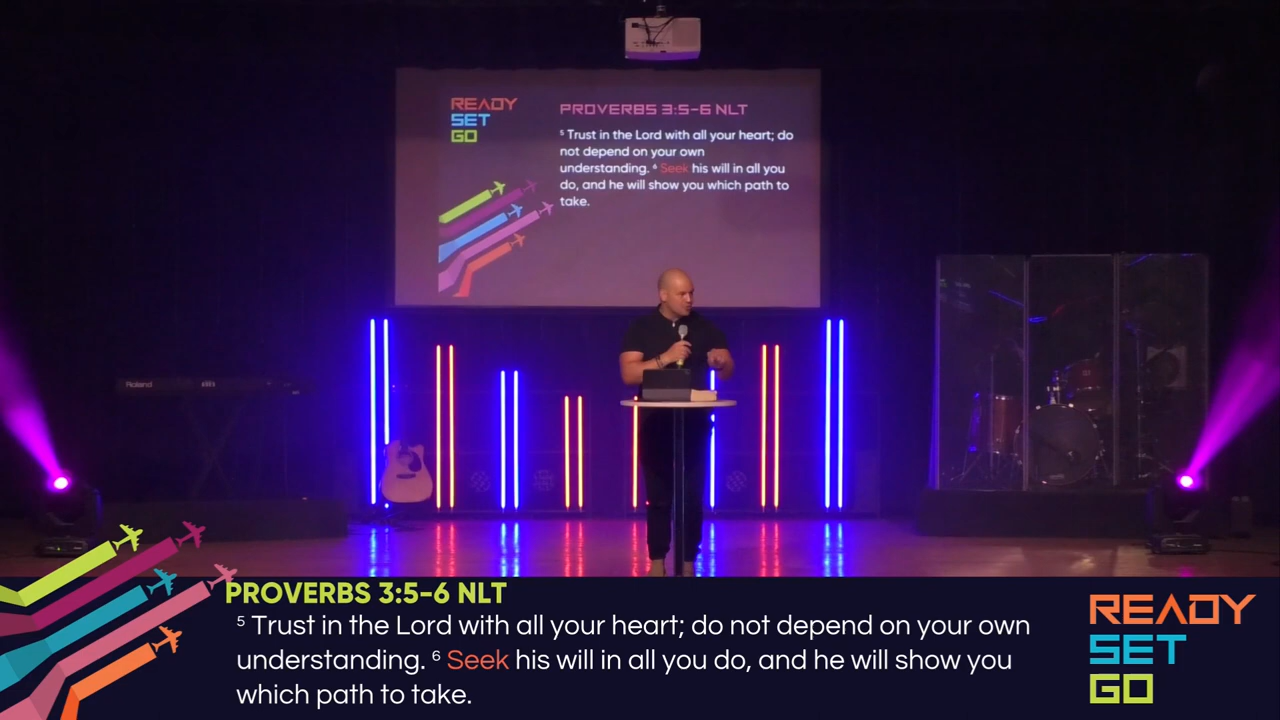 READY
SET
GO
PROVERBS 3:5-6 NLT
⁵ Trust in the Lord with all your heart; do
not depend on your own
understanding. ⁶ Seek his will in all you
do, and he will show you which path to
take.
Roland
PROVERBS 3:5-6 NLT
⁵ Trust in the Lord with all your heart; do not depend on your own
understanding. ⁶ Seek his will in all you do, and he will show you
which path to take.
READY
SET
GO